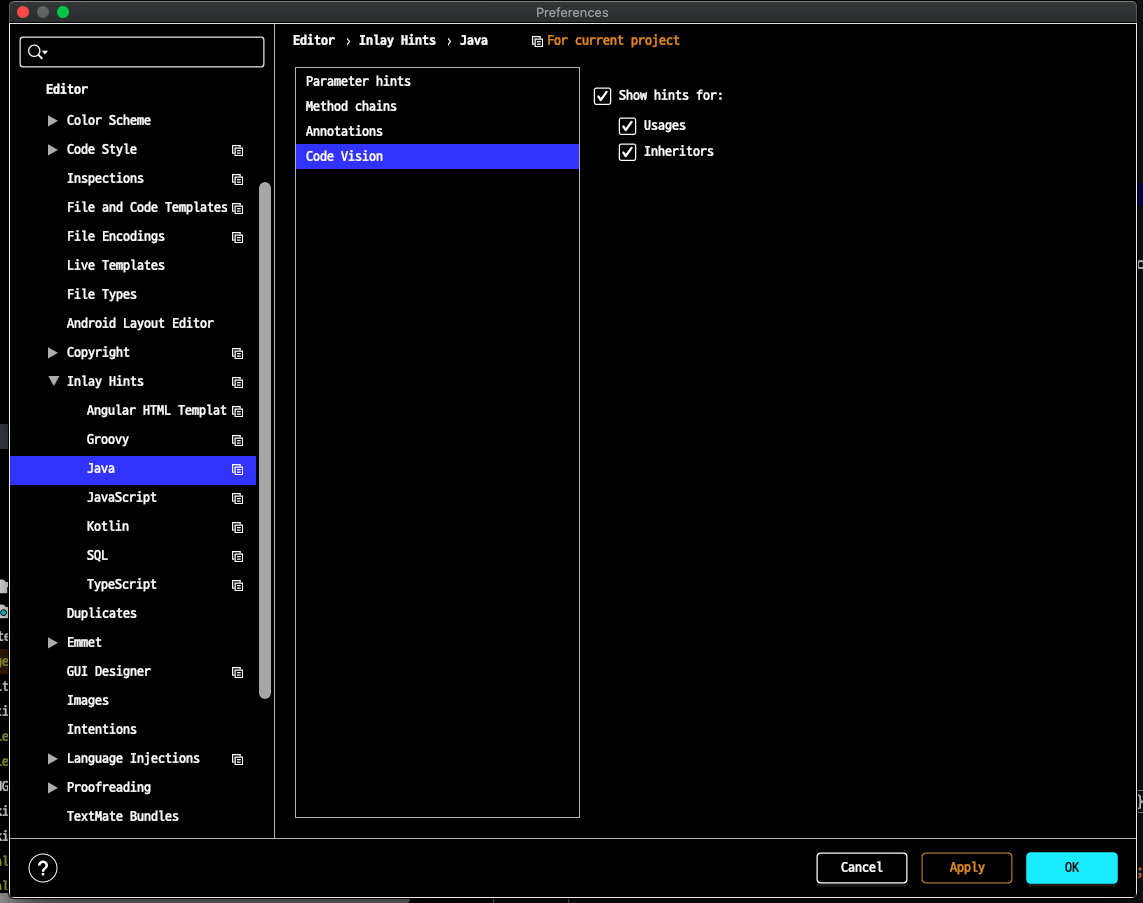 Preferences
Editor › Inlay Hints › Java For current project
Editor
Color Scheme
Code Style
Inspections
File and Code Templates
File Encodings
Live Templates
File Types
Android Layout Editor
Copyright
Inlay Hints
Angular HTML Templat
Groovy
Java
JavaScript
Kotlin
SQL
TypeScript
Duplicates
Emmet
GUI Designer
Images
Intentions
Language Injections
Proofreading
TextMate Bundles
Parameter hints
Method chains
Annotations
Code Vision
Show hints for:
Usages
Inheritors
?
Cancel
Apply
OK